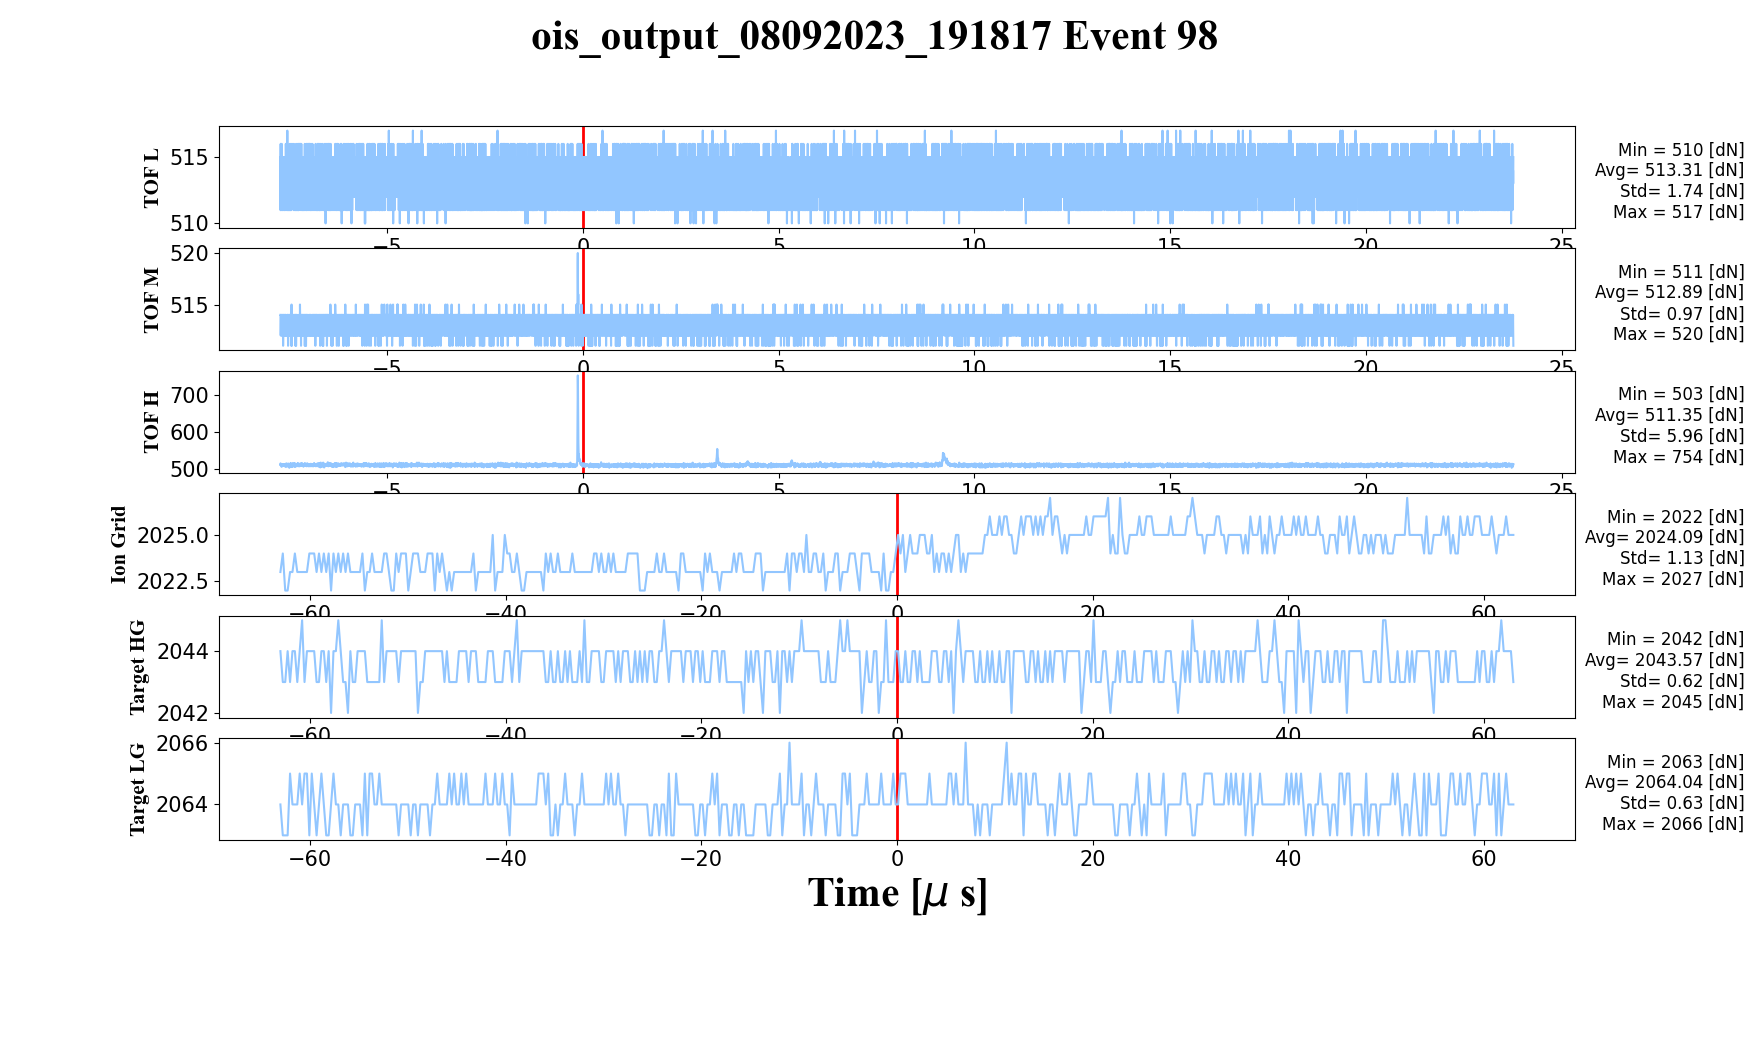 ois_output_08092023_191817 Event 98
TOF L
515
510
−5 0 5 10 15 20 25
Min = 510 [dN]
Avg= 513.31 [dN]
Std= 1.74 [dN]
Max = 517 [dN]
TOF M
520
515
−5 0 5 10 15 20 25
Min = 511 [dN]
Avg= 512.89 [dN]
Std= 0.97 [dN]
Max = 520 [dN]
TOF H
700
600
500
−5 0 5 10 15 20 25
Min = 503 [dN]
Avg= 511.35 [dN]
Std= 5.96 [dN]
Max = 754 [dN]
Ion Grid
2025.0
2022.5
−60 −40 −20 0 20 40 60
Min = 2022 [dN]
Avg= 2024.09 [dN]
Std= 1.13 [dN]
Max = 2027 [dN]
Target HG
2044
2042
−60 −40 −20 0 20 40 60
Min = 2042 [dN]
Avg= 2043.57 [dN]
Std= 0.62 [dN]
Max = 2045 [dN]
Target LG
2066
2064
−60 −40 −20 0 20 40 60
Min = 2063 [dN]
Avg= 2064.04 [dN]
Std= 0.63 [dN]
Max = 2066 [dN]
Time [μ s]